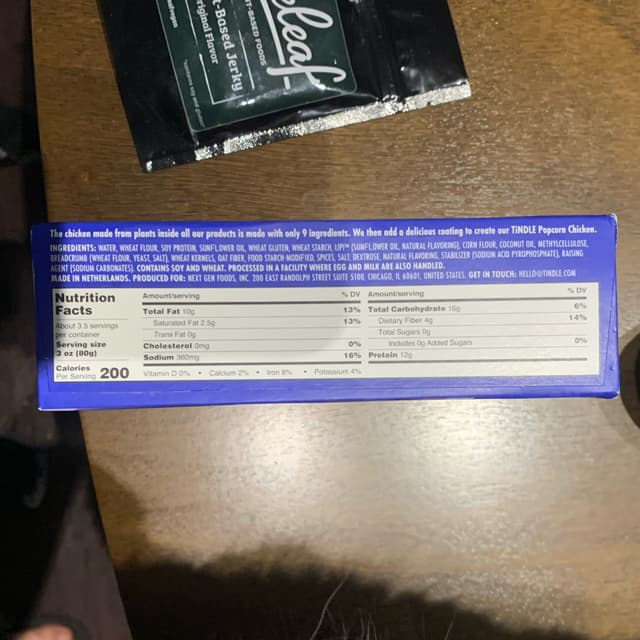 eleaf
T-BASED FOODS
-Based Jerky
riginal Flavor
The chicken made from plants inside all our products is made with only 9 ingredients. We then add a delicious coating to create our TiNDLE Popcorn Chicken.
INGREDIENTS: WATER, WHEAT FLOUR, SOY PROTEIN, SUNFLOWER OIL, WHEAT GLUTEN, WHEAT STARCH, LIPI™ (SUNFLOWER OIL, NATURAL FLAVORING), CORN FLOUR, COCONUT OIL, METHYLCELLULOSE,
BREADCRUMB (WHEAT FLOUR, YEAST, SALT), WHEAT KERNELS, OAT FIBER, FOOD STARCH-MODIFIED, SPICES, SALT, DEXTROSE, NATURAL FLAVORING, STABILIZER (SODIUM ACID PYROPHOSPHATE), RAISING
AGENT (SODIUM CARBONATES). CONTAINS SOY AND WHEAT. PROCESSED IN A FACILITY WHERE EGG AND MILK ARE ALSO HANDLED.
MADE IN NETHERLANDS. PRODUCED FOR: NEXT GEN FOODS, INC. 200 EAST RANDOLPH STREET SUITE 5100, CHICAGO, IL 60601, UNITED STATES. GET IN TOUCH: HELLO@TINDLE.COM
Nutrition
Facts
About 3.5 servings
per container
Serving size
3 oz (80g)
Calories
Per Serving 200
Amount/serving % DV
Total Fat 10g 13%
Saturated Fat 2.5g 13%
Trans Fat 0g
Cholesterol 0mg 0%
Sodium 360mg 16%
Amount/serving % DV
Total Carbohydrate 16g 6%
Dietary Fiber 4g 14%
Total Sugars 0g
Includes 0g Added Sugars 0%
Protein 12g
Vitamin D 0% • Calcium 2% • Iron 8% • Potassium 4%